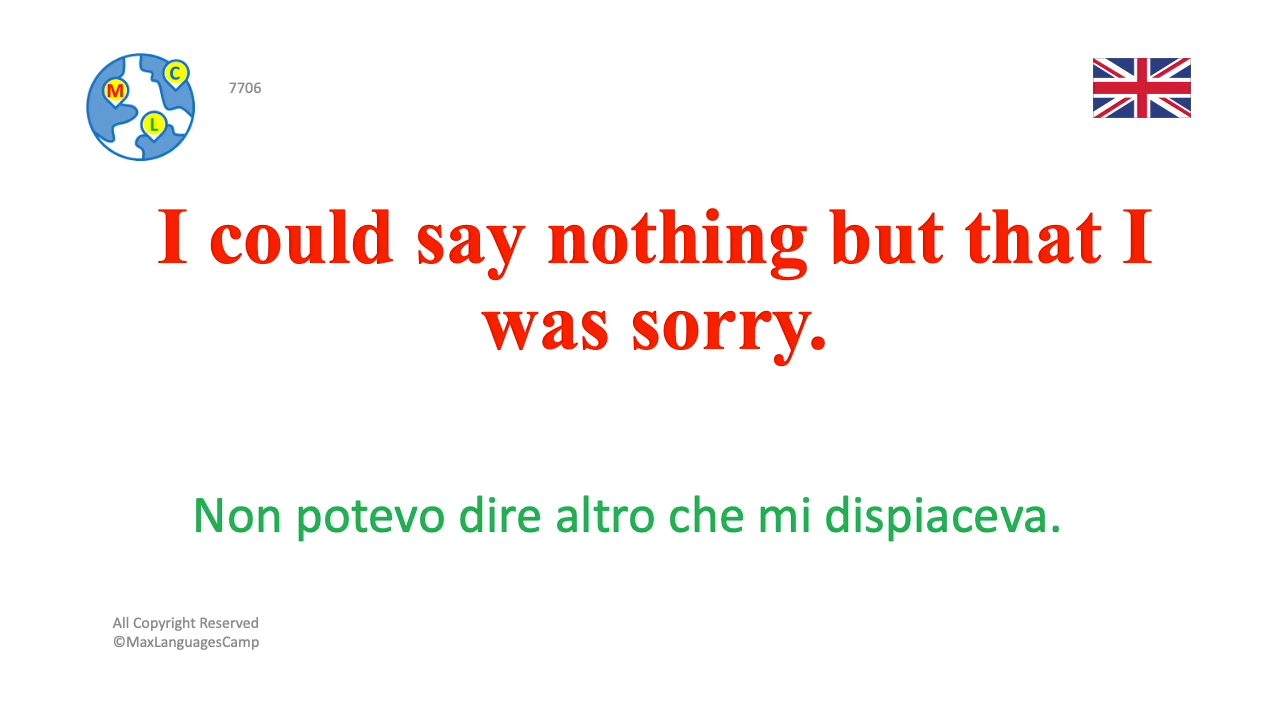 C
M
L
7706
I could say nothing but that I
was sorry.
Non potevo dire altro che mi dispiaceva.
All Copyright Reserved
©MaxLanguagesCamp